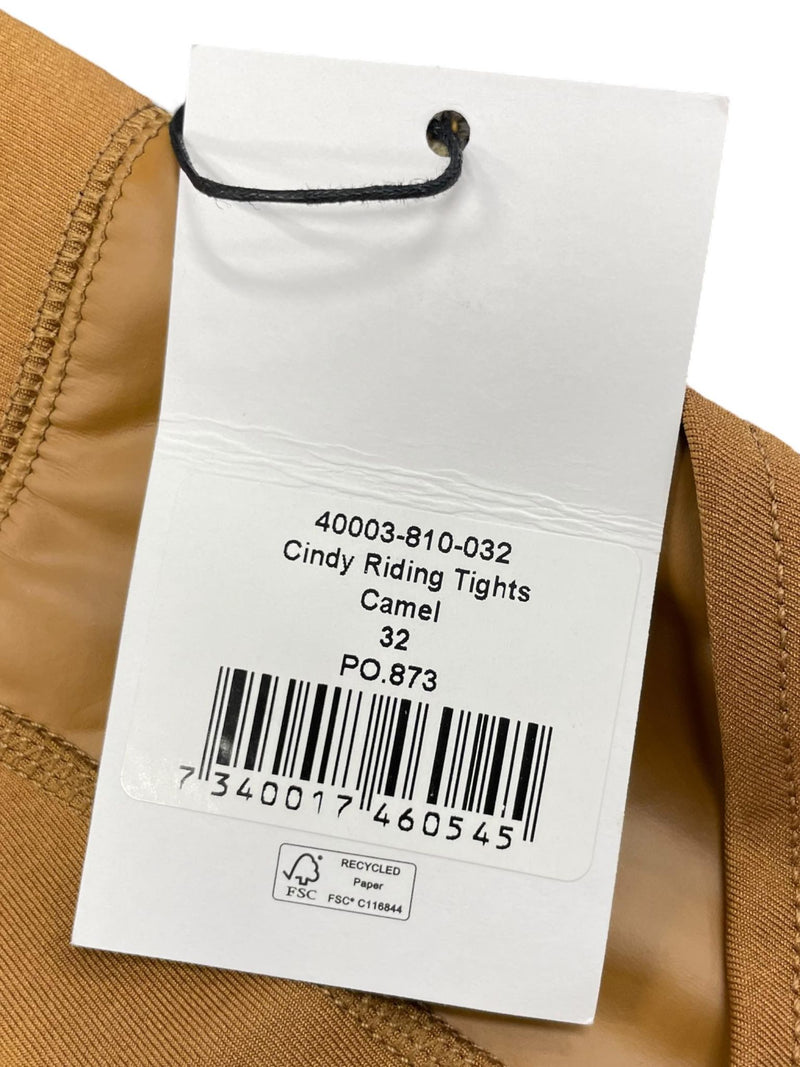 40003-810-032
Cindy Riding Tights
Camel
32
PO.873
7 340017 460545
RECYCLED
Paper
FSC® C116844
FSC